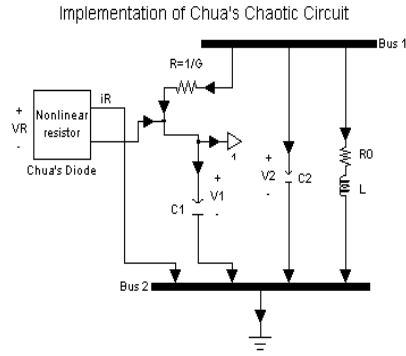 Implementation of Chua's Chaotic Circuit
Bus 1
R=1/G
iR
+
VR
-
Nonlinear
resistor
Chua's Diode
1
+
V1
-
C1
+
V2
-
C2
R0
L
Bus 2